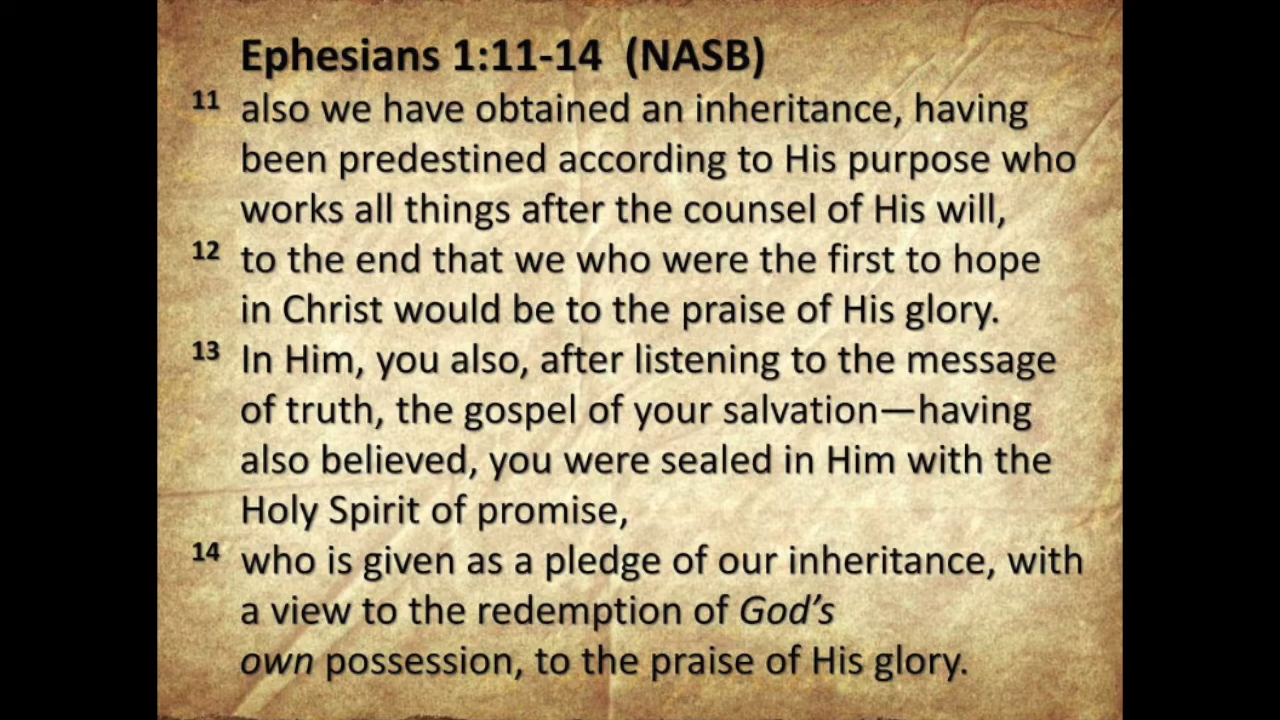 Ephesians 1:11-14 (NASB)
11 also we have obtained an inheritance, having
been predestined according to His purpose who
works all things after the counsel of His will,
12 to the end that we who were the first to hope
in Christ would be to the praise of His glory.
13 In Him, you also, after listening to the message
of truth, the gospel of your salvation—having
also believed, you were sealed in Him with the
Holy Spirit of promise,
14 who is given as a pledge of our inheritance, with
a view to the redemption of God’s
own possession, to the praise of His glory.